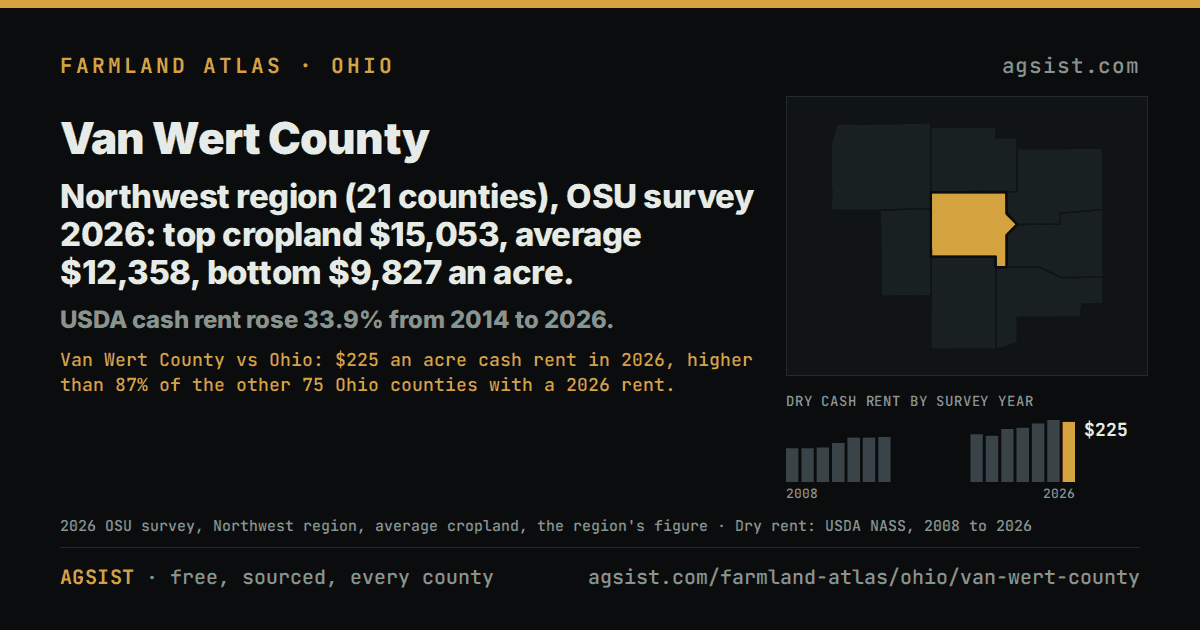 FARMLAND ATLAS · OHIO
agsist.com
Van Wert County
Northwest region (21 counties), OSU survey
2026: top cropland $15,053, average
$12,358, bottom $9,827 an acre.
USDA cash rent rose 33.9% from 2014 to 2026.
Van Wert County vs Ohio: $225 an acre cash rent in 2026, higher
than 87% of the other 75 Ohio counties with a 2026 rent.
DRY CASH RENT BY SURVEY YEAR
$225
2008
2026
2026 OSU survey, Northwest region, average cropland, the region's figure · Dry rent: USDA NASS, 2008 to 2026
AGSIST · free, sourced, every county
agsist.com/farmland-atlas/ohio/van-wert-county